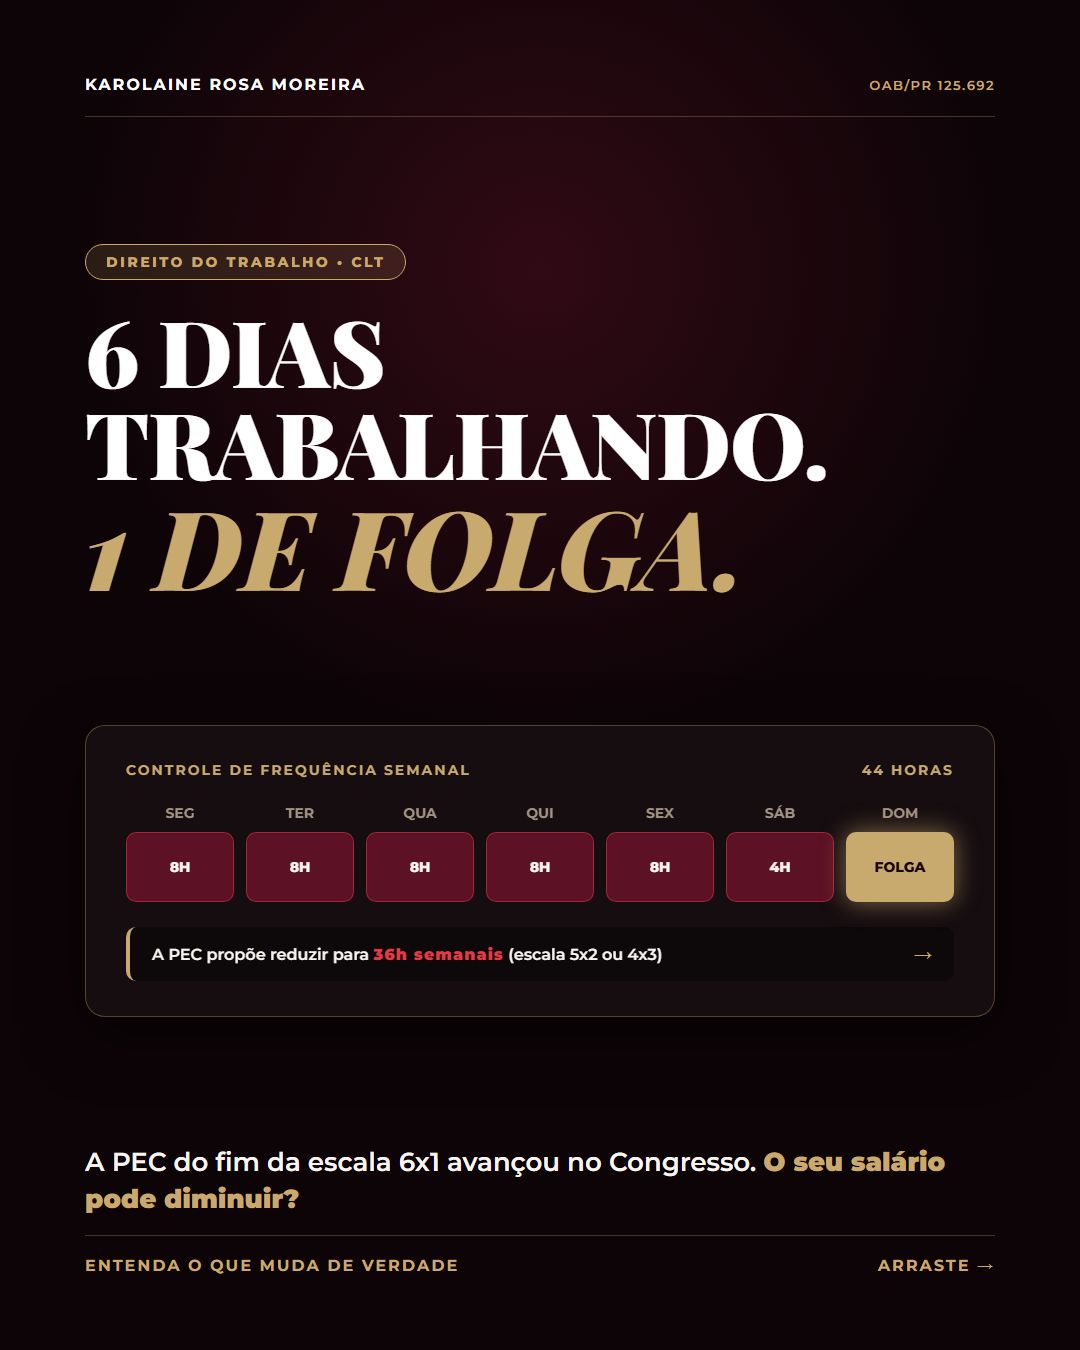 KAROLAINE ROSA MOREIRA
OAB/PR 125.692
DIREITO DO TRABALHO • CLT
6 DIAS
TRABALHANDO.
1 DE FOLGA.
CONTROLE DE FREQUÊNCIA SEMANAL
44 HORAS
SEG TER QUA QUI SEX SÁB DOM
8H 8H 8H 8H 8H 4H FOLGA
A PEC propõe reduzir para 36h semanais (escala 5x2 ou 4x3) →
A PEC do fim da escala 6x1 avançou no Congresso. O seu salário
pode diminuir?
ENTENDA O QUE MUDA DE VERDADE
ARRASTE →